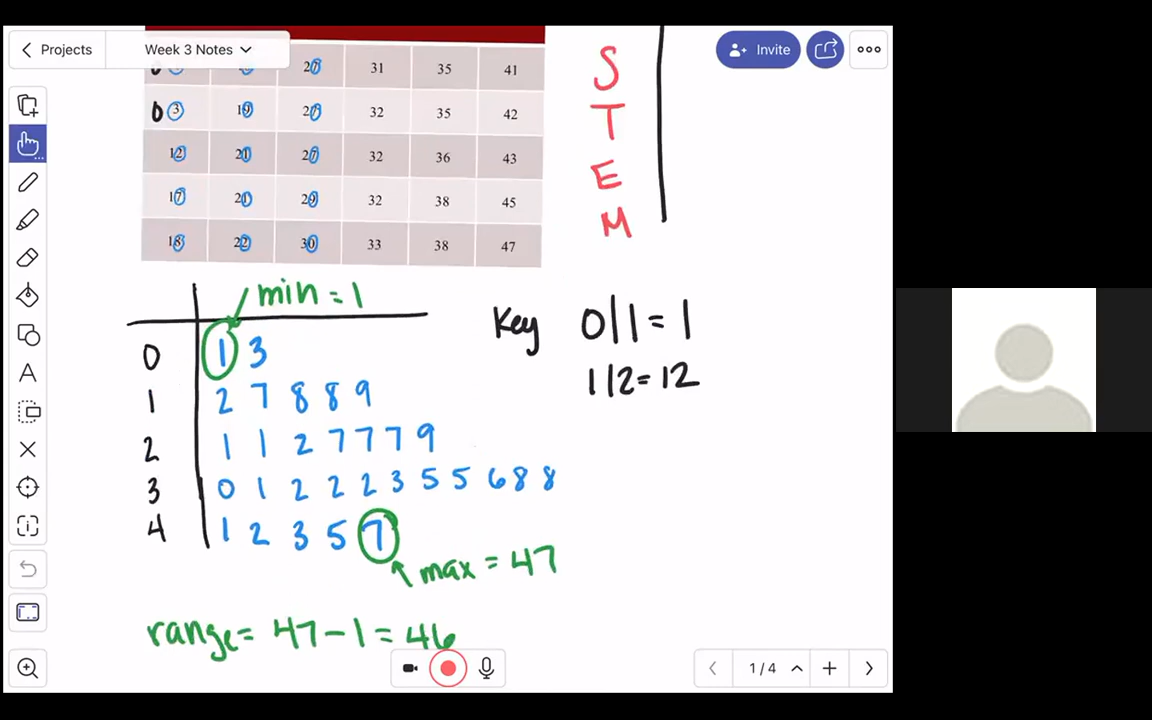 Projects
Week 3 Notes
Invite
27 31 35 41
0 3 19 27 32 35 42
12 21 27 32 36 43
17 21 29 32 38 45
18 22 30 33 38 47
S
T
E
M
min = 1
Key 0|1 = 1
1|2 = 12
0 1 3
1 2 7 8 8 9
2 1 1 2 7 7 7 9
3 0 1 2 2 2 3 5 5 6 8 8
4 1 2 3 5 7
max = 47
range = 47 - 1 = 46
1/4